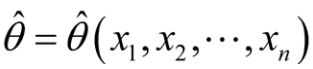 θ̂ = θ̂(x₁, x₂, ⋯, xₙ)